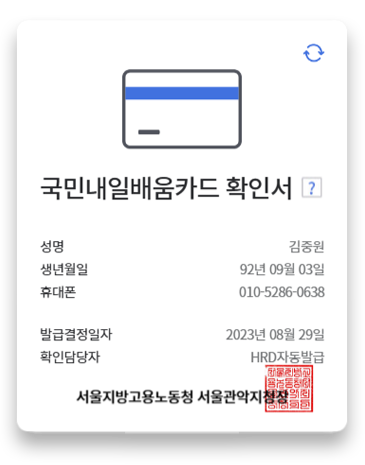 국민내일배움카드 확인서 ?
성명 김중원
생년월일 92년 09월 03일
휴대폰 010-5286-0638
발급결정일자 2023년 08월 29일
확인담당자 HRD자동발급
서울지방고용노동청 서울관악지청장